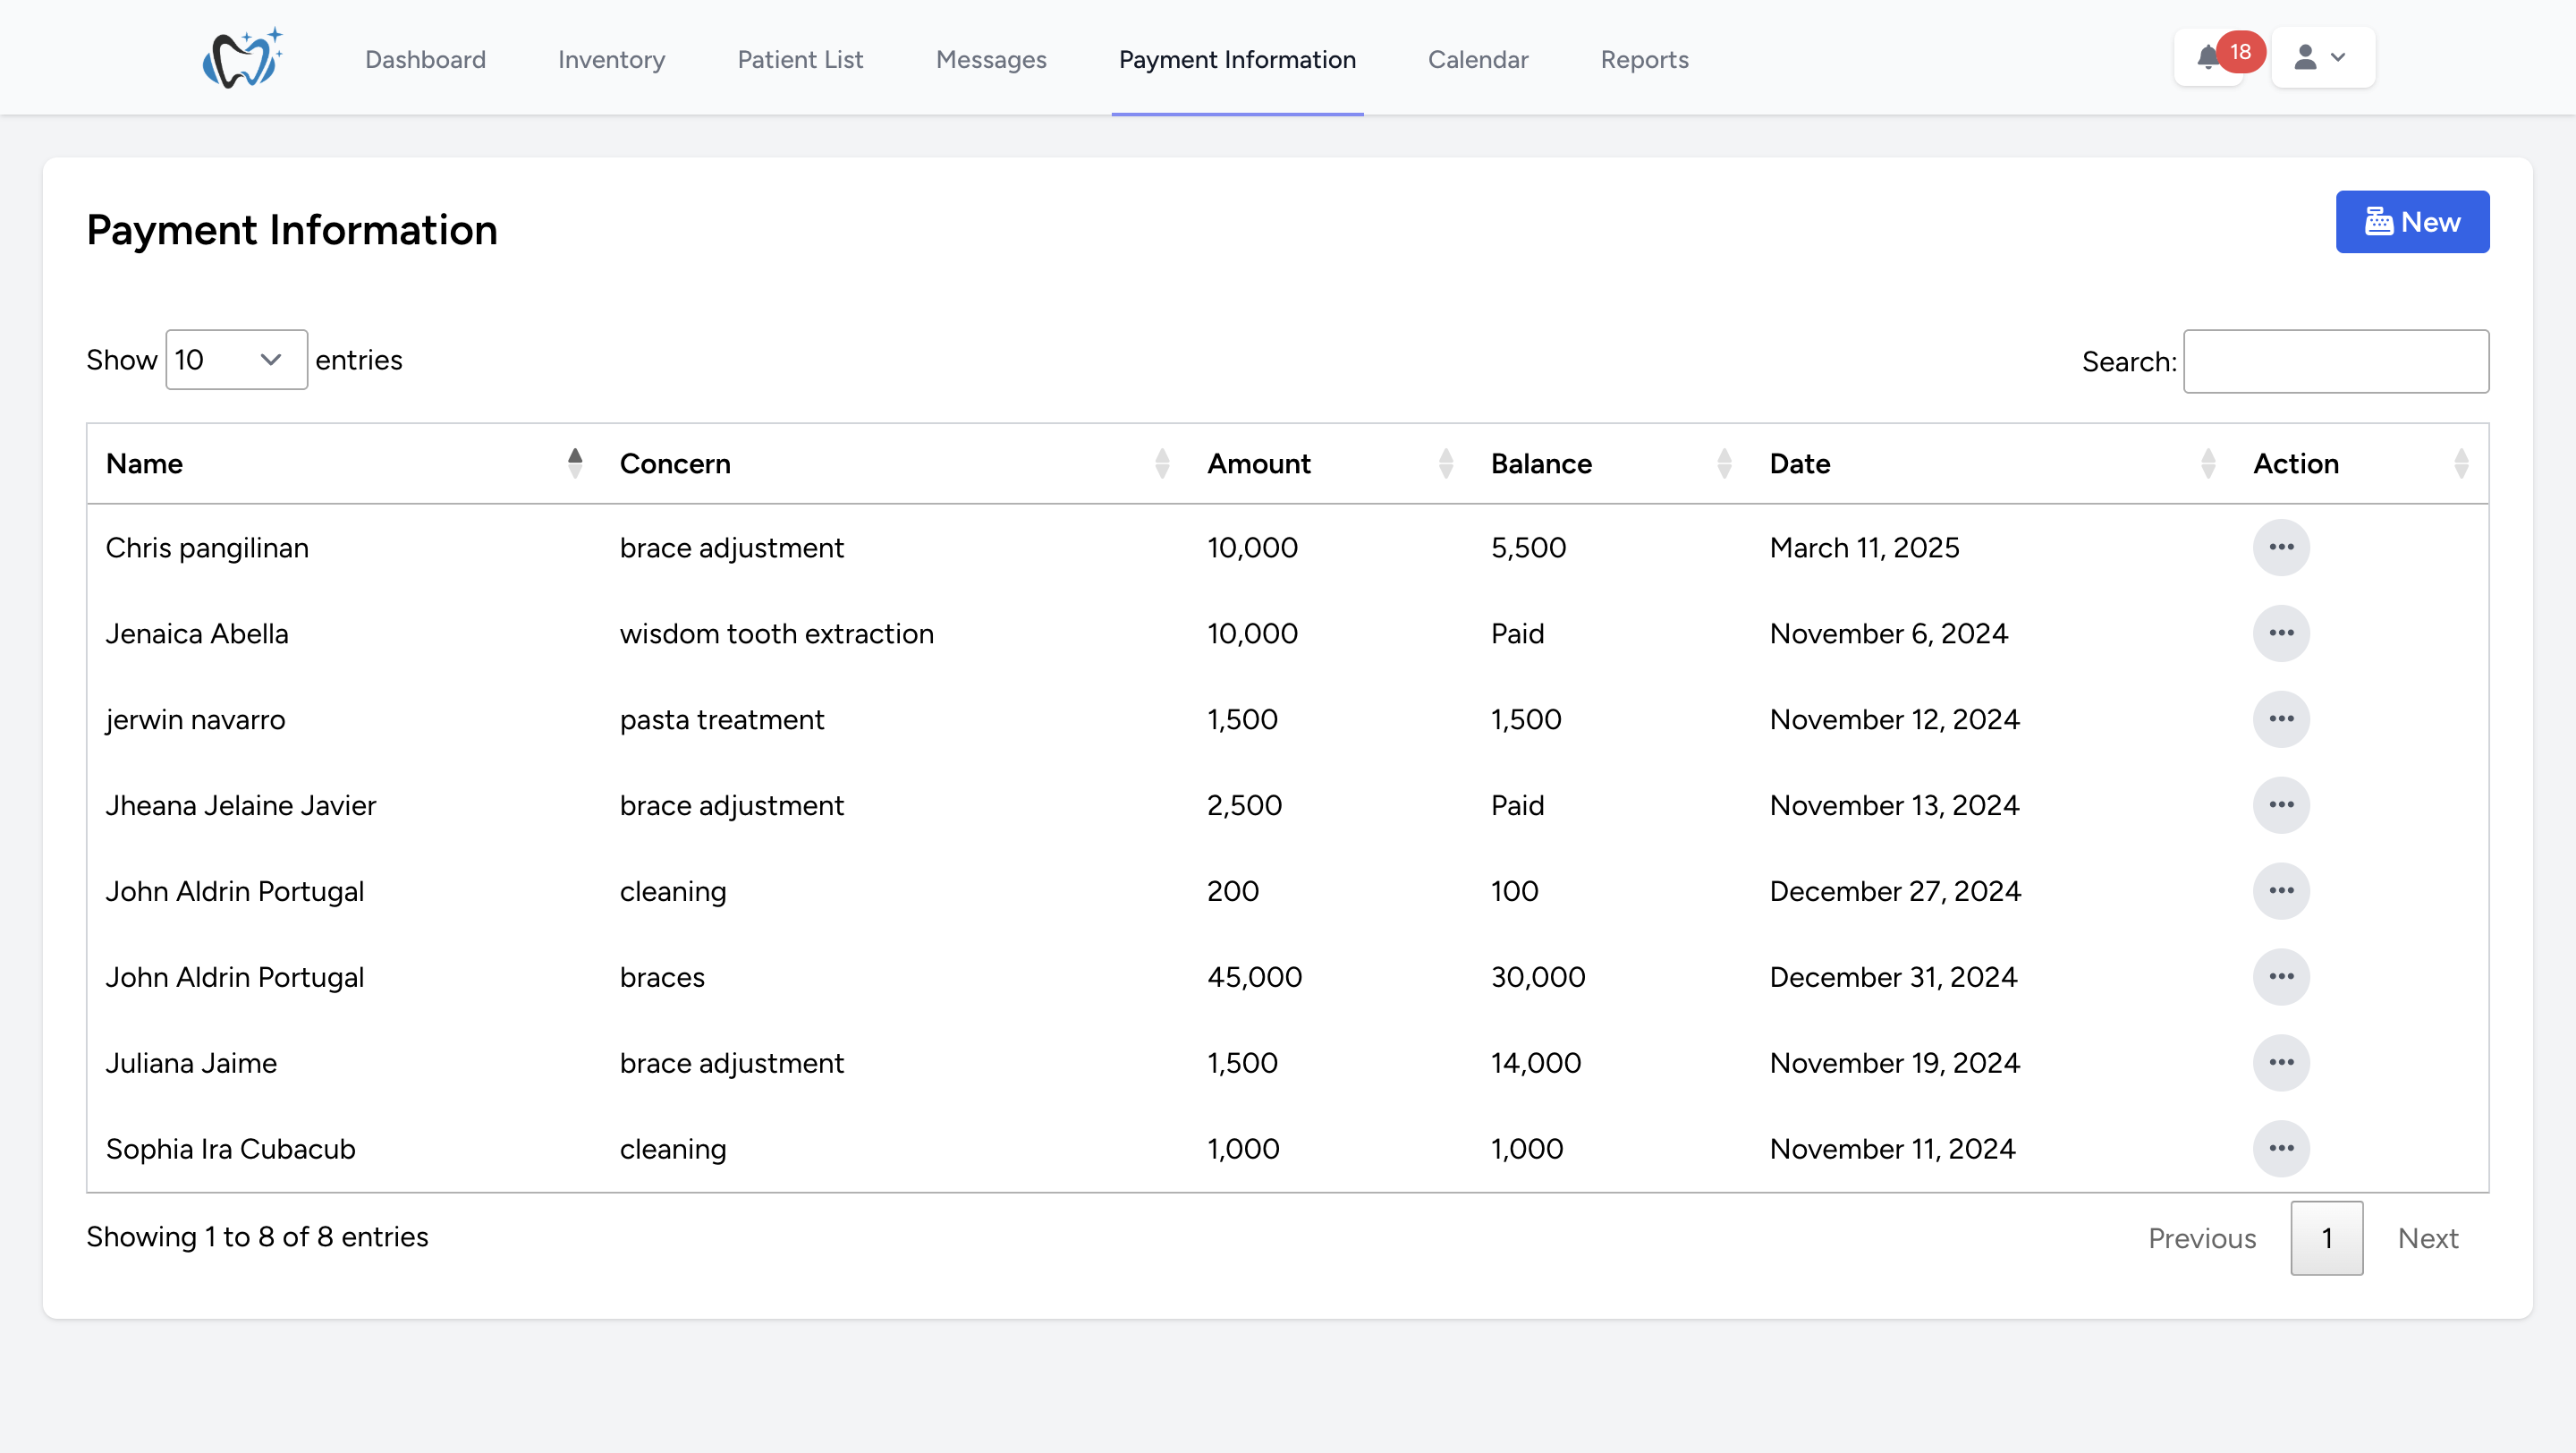 Dashboard Inventory Patient List Messages Payment Information Calendar Reports 18
Payment Information New
Show 10 entries Search:
Name Concern Amount Balance Date Action
Chris pangilinan brace adjustment 10,000 5,500 March 11, 2025
Jenaica Abella wisdom tooth extraction 10,000 Paid November 6, 2024
jerwin navarro pasta treatment 1,500 1,500 November 12, 2024
Jheana Jelaine Javier brace adjustment 2,500 Paid November 13, 2024
John Aldrin Portugal cleaning 200 100 December 27, 2024
John Aldrin Portugal braces 45,000 30,000 December 31, 2024
Juliana Jaime brace adjustment 1,500 14,000 November 19, 2024
Sophia Ira Cubacub cleaning 1,000 1,000 November 11, 2024
Showing 1 to 8 of 8 entries Previous 1 Next